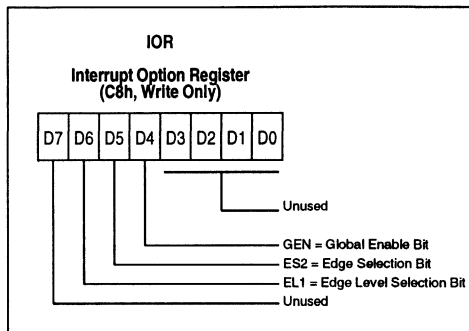 IOR
Interrupt Option Register
(C8h, Write Only)
D7 D6 D5 D4 D3 D2 D1 D0
Unused
GEN = Global Enable Bit
ES2 = Edge Selection Bit
EL1 = Edge Level Selection Bit
Unused